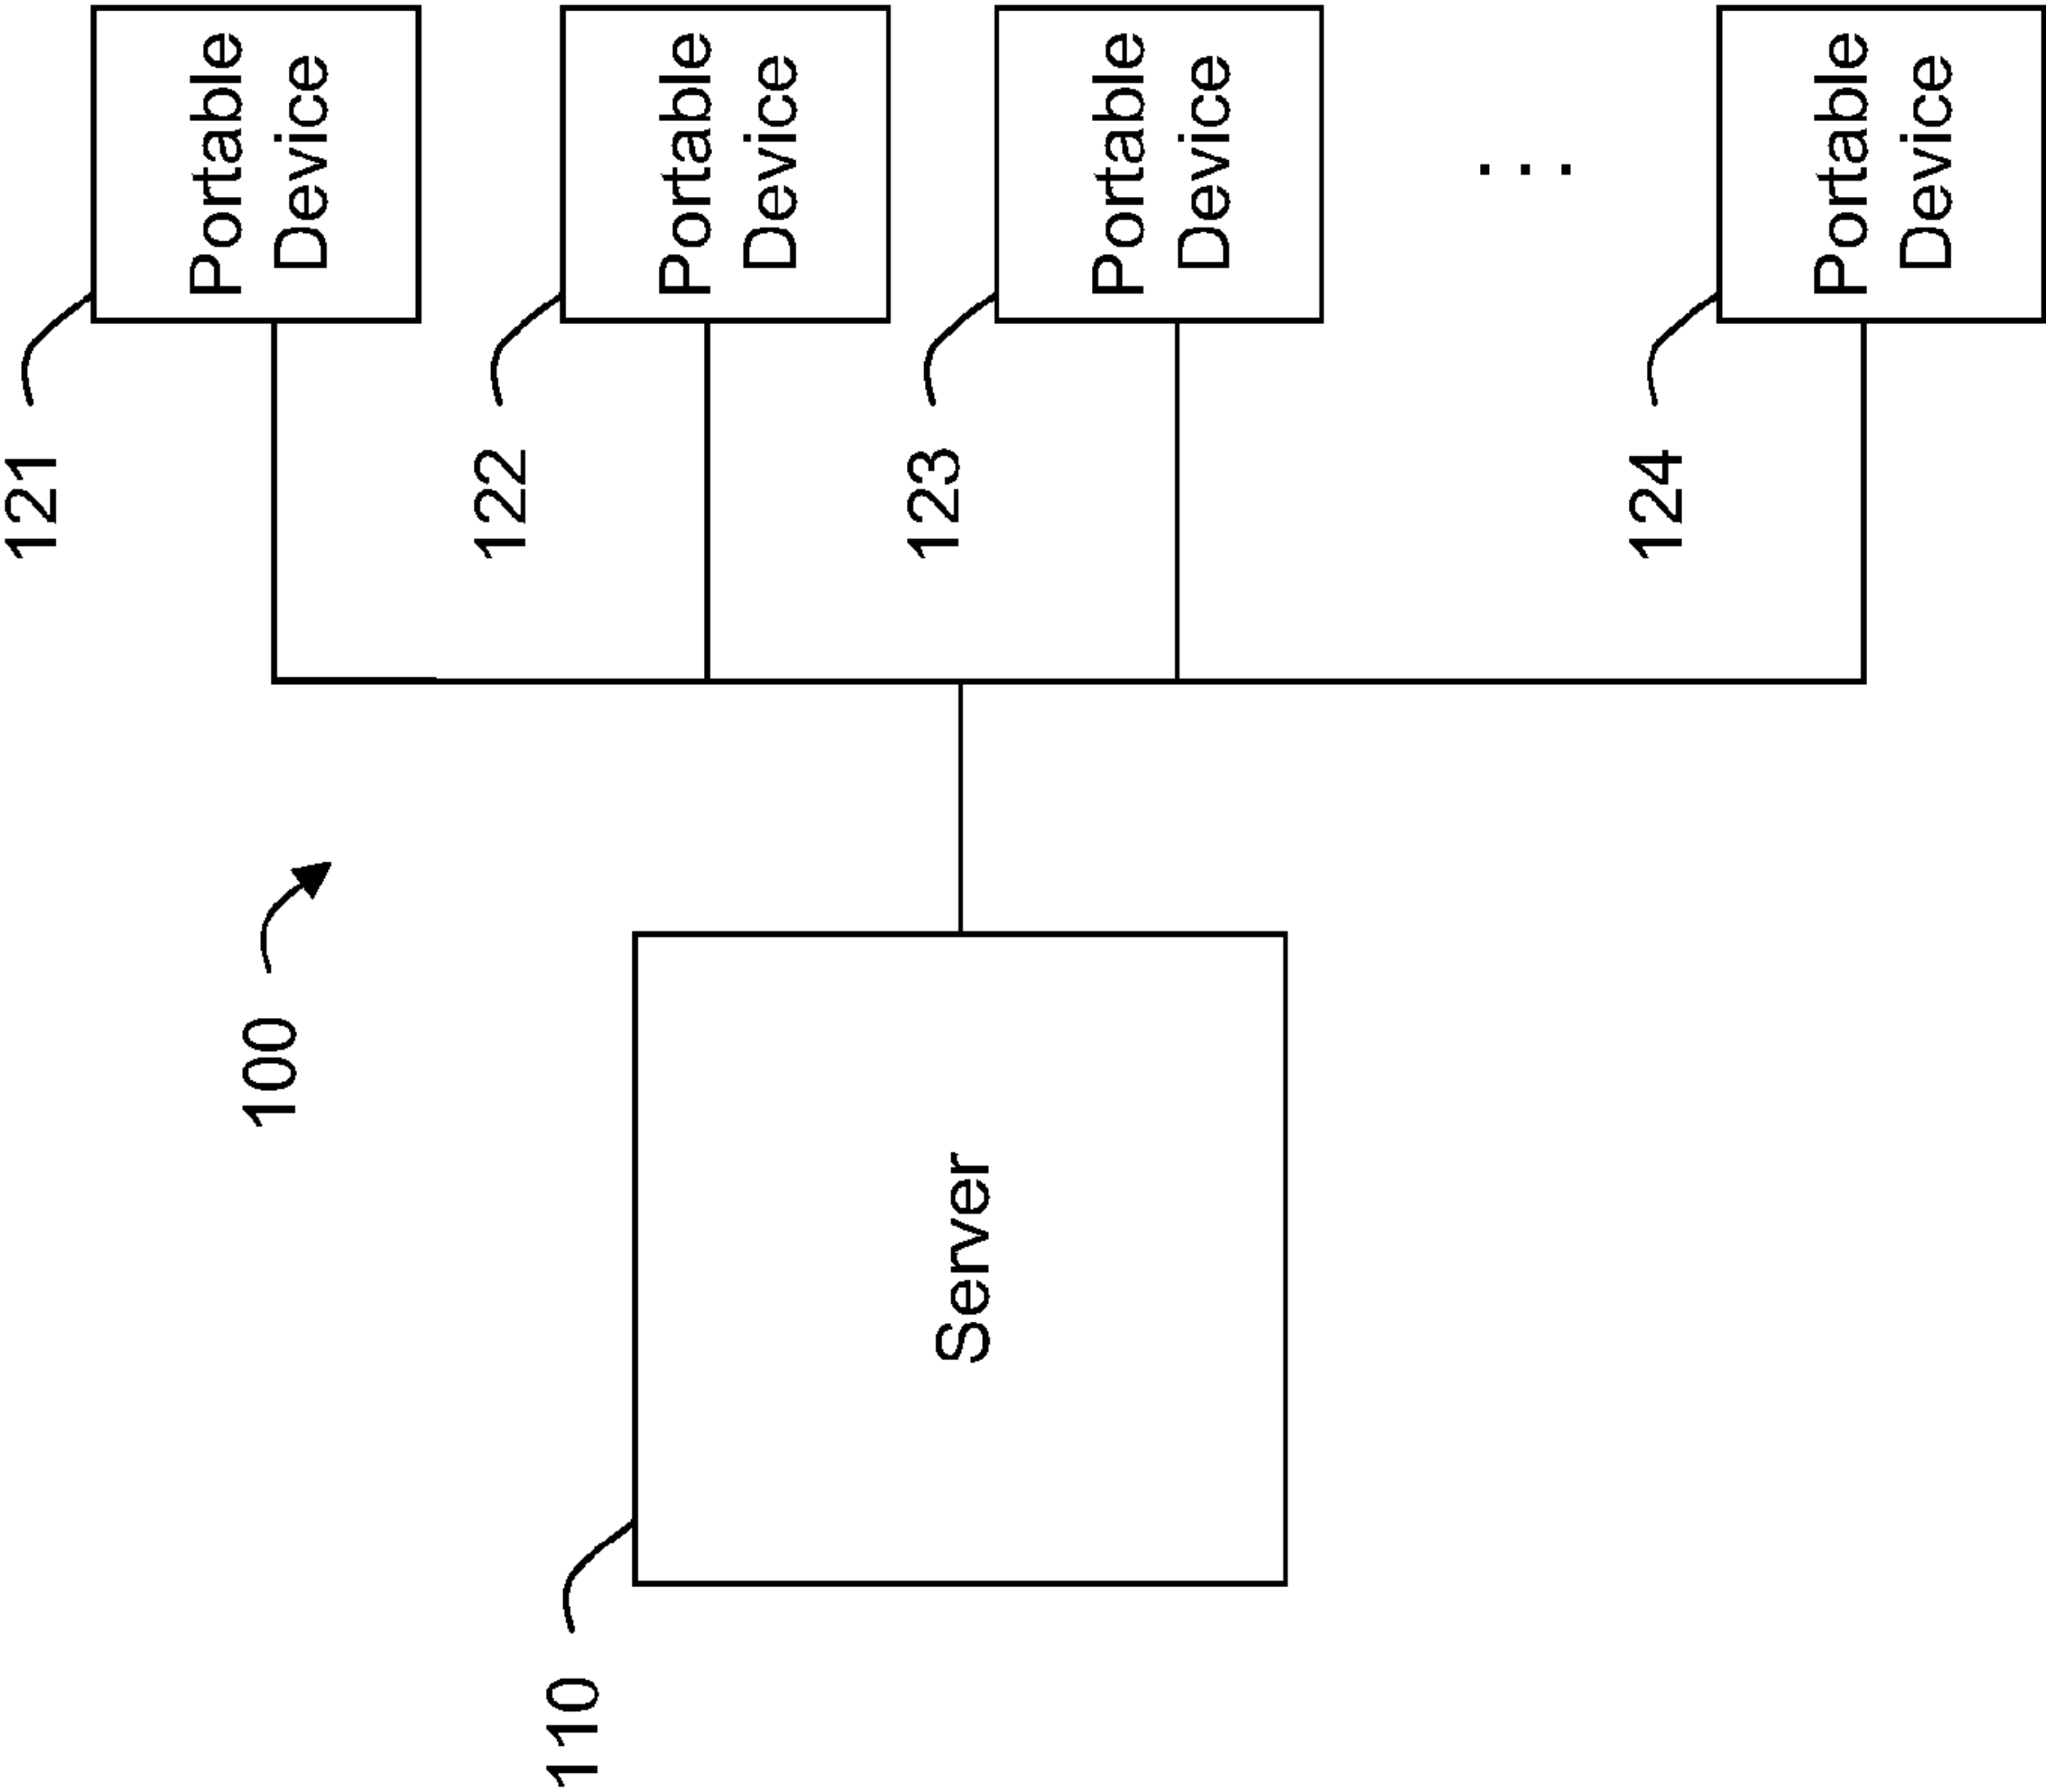 100
110
Server
121
Portable
Device
122
Portable
Device
123
Portable
Device
. . .
124
Portable
Device